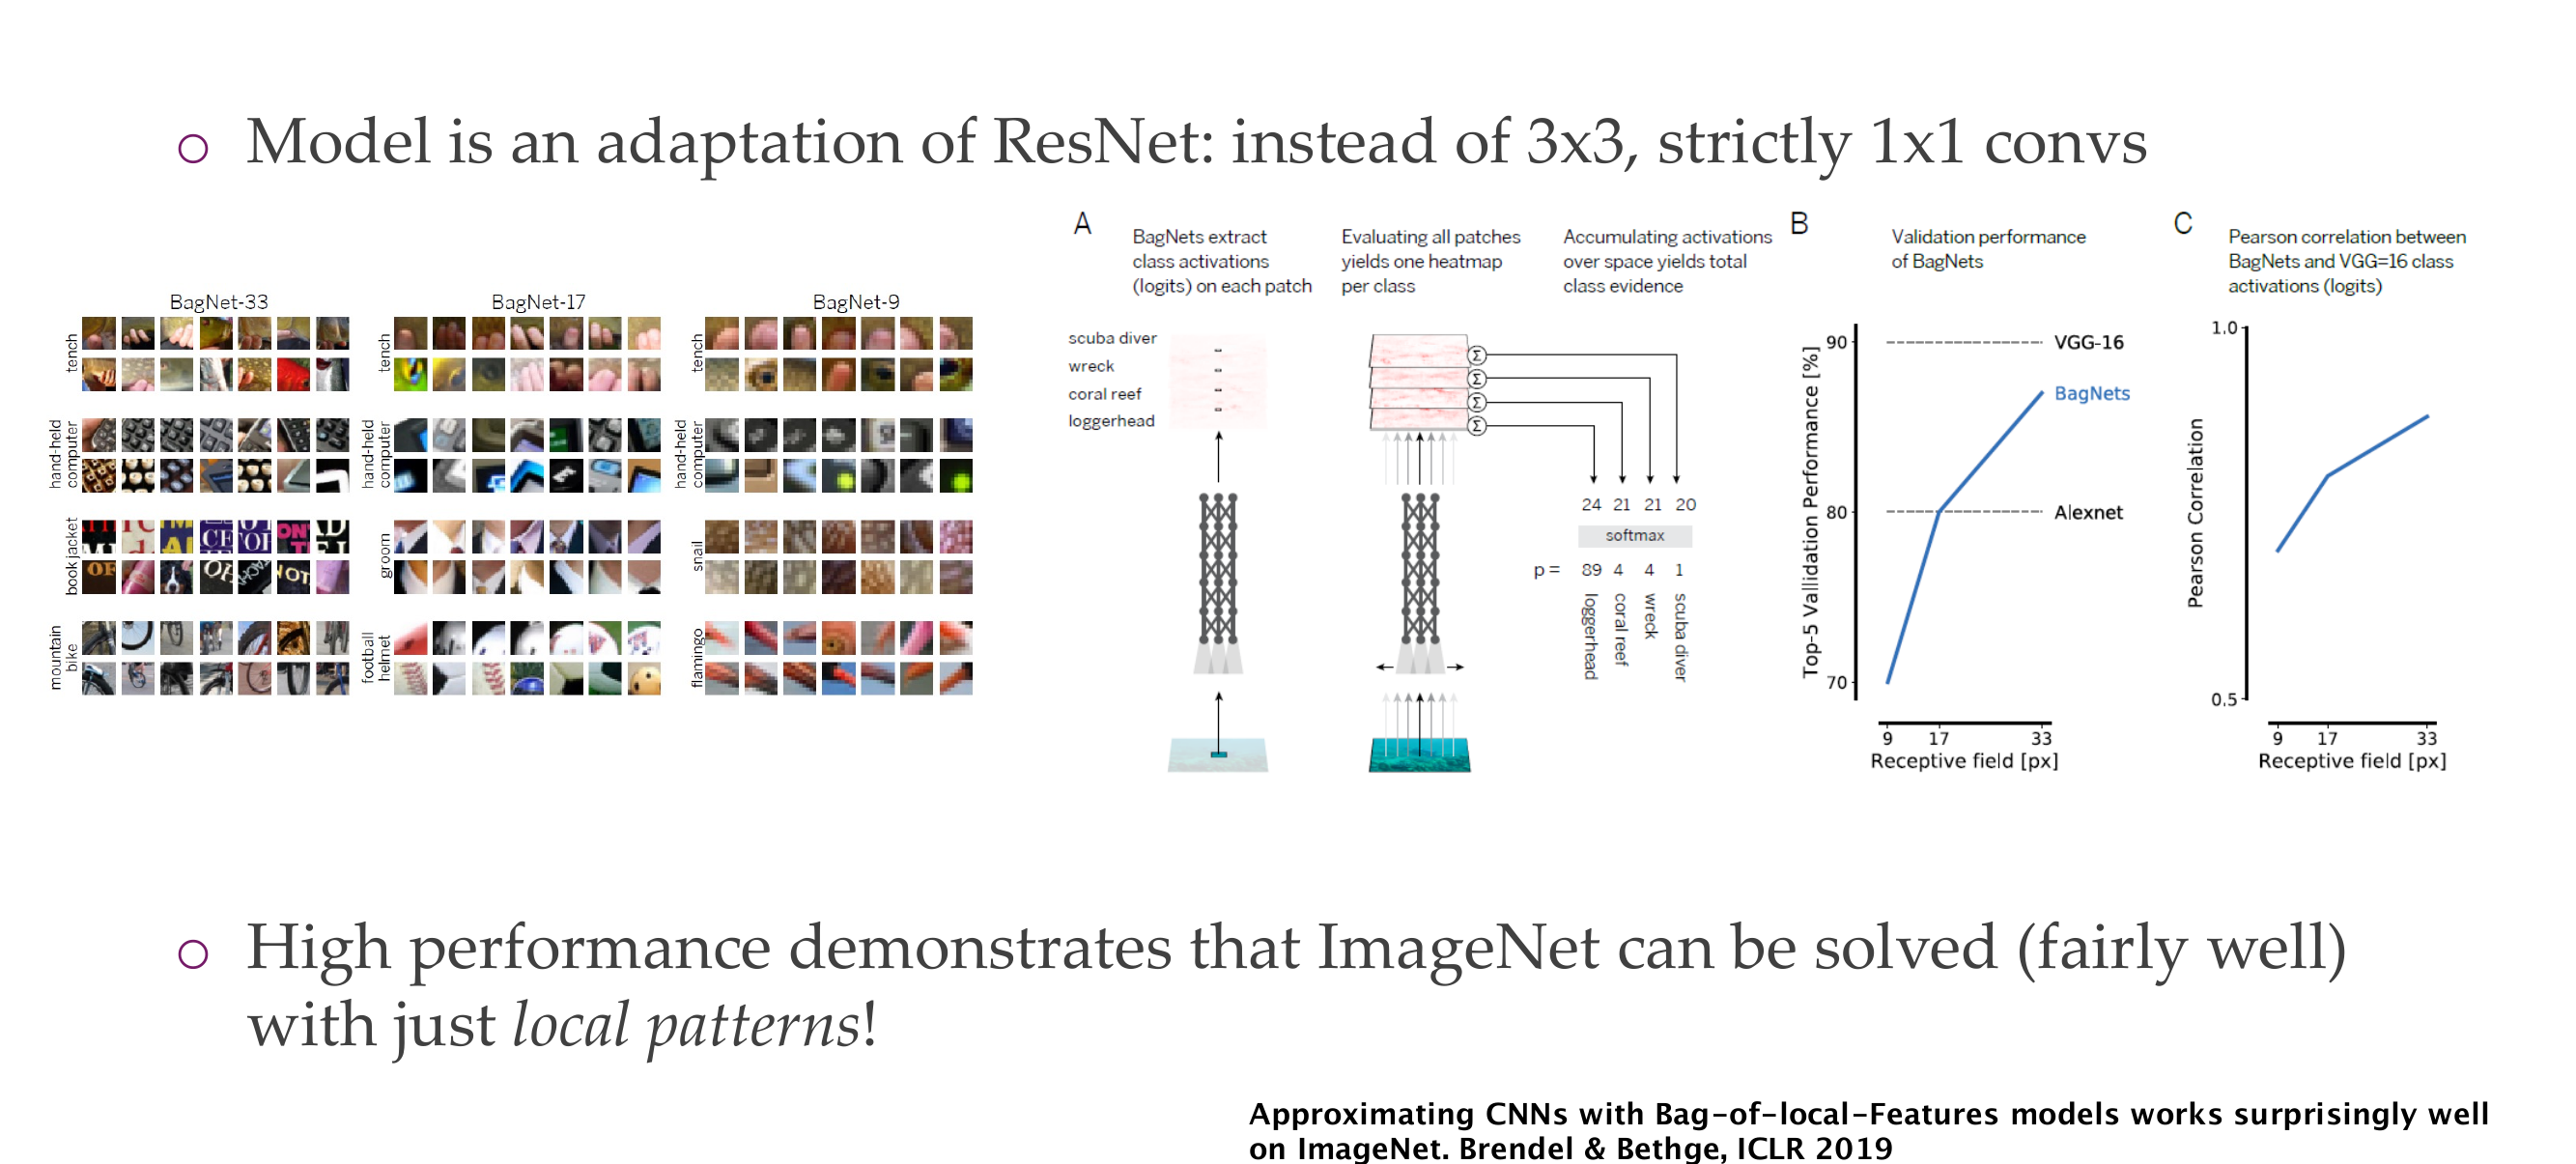 Model is an adaptation of ResNet: instead of 3x3, strictly 1x1 convs
BagNet-33
BagNet-17
BagNet-9
tench
tench
tench
hand-held
computer
hand-held
computer
hand-held
computer
book jacket
groom
snail
mountain
bike
football
helmet
flamingo
A
BagNets extract
class activations
(logits) on each patch
Evaluating all patches
yields one heatmap
per class
Accumulating activations
over space yields total
class evidence
scuba diver
wreck
coral reef
loggerhead
Σ
Σ
Σ
Σ
24 21 21 20
softmax
p = 89 4 4 1
loggerhead
coral reef
wreck
scuba diver
B
Validation performance
of BagNets
Top-5 Vallidation Performance [%]
90
80
70
VGG-16
BagNets
Alexnet
9 17 33
Receptive field [px]
C
Pearson correlation between
BagNets and VGG=16 class
activations (logits)
Pearson Correlation
1.0
0.5
9 17 33
Receptive field [px]
High performance demonstrates that ImageNet can be solved (fairly well)
with just local patterns!
Approximating CNNs with Bag-of-local-Features models works surprisingly well
on ImageNet. Brendel & Bethge, ICLR 2019